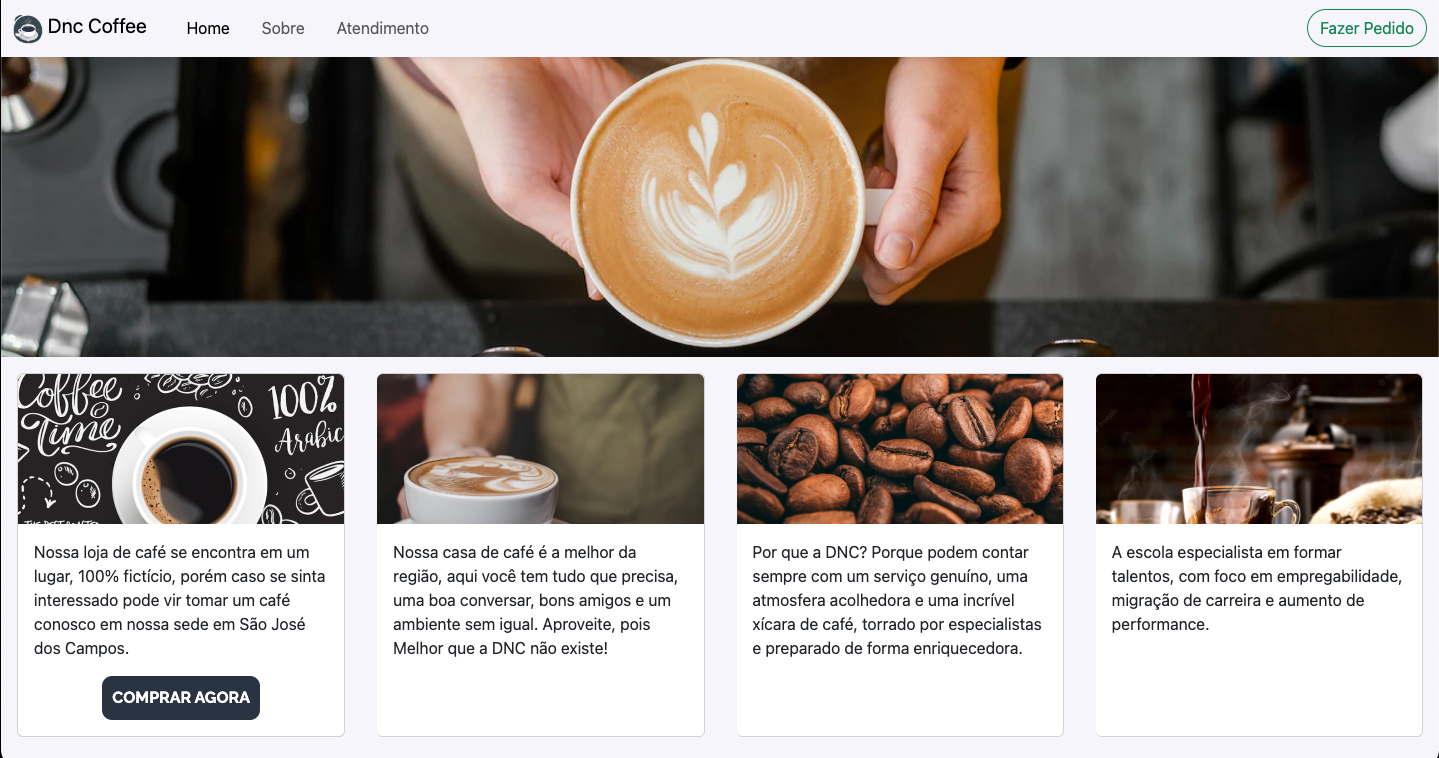 Dnc Coffee Home Sobre Atendimento Fazer Pedido
Coffee
Time
100%
Arabic
Nossa loja de café se encontra em um
lugar, 100% fictício, porém caso se sinta
interessado pode vir tomar um café
conosco em nossa sede em São José
dos Campos.
COMPRAR AGORA
Nossa casa de café é a melhor da
região, aqui você tem tudo que precisa,
uma boa conversar, bons amigos e um
ambiente sem igual. Aproveite, pois
Melhor que a DNC não existe!
Por que a DNC? Porque podem contar
sempre com um serviço genuíno, uma
atmosfera acolhedora e uma incrível
xícara de café, torrado por especialistas
e preparado de forma enriquecedora.
A escola especialista em formar
talentos, com foco em empregabilidade,
migração de carreira e aumento de
performance.